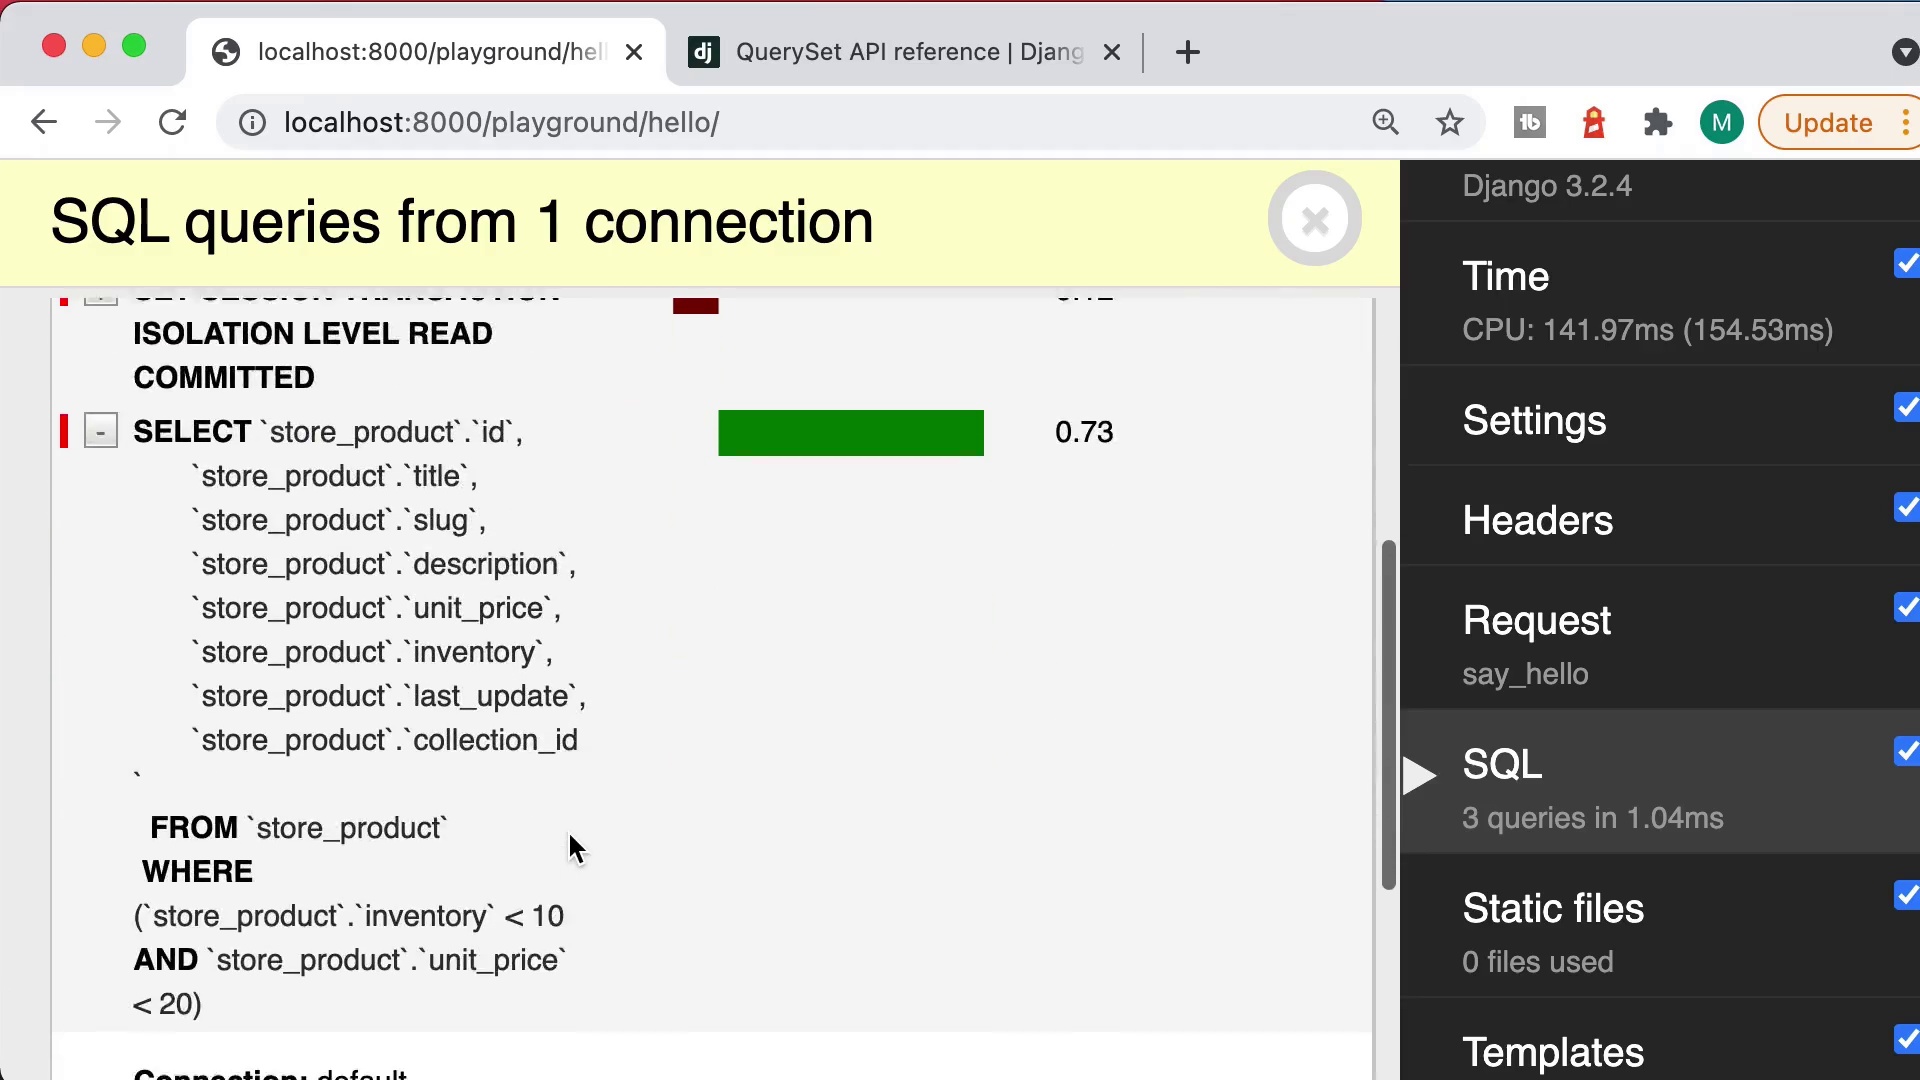 localhost:8000/playground/hel
QuerySet API reference | Djang
localhost:8000/playground/hello/
M
Update
SQL queries from 1 connection
ISOLATION LEVEL READ
COMMITTED
- SELECT `store_product`.`id`, 0.73
`store_product`.`title`,
`store_product`.`slug`,
`store_product`.`description`,
`store_product`.`unit_price`,
`store_product`.`inventory`,
`store_product`.`last_update`,
`store_product`.`collection_id
`
FROM `store_product`
WHERE
(`store_product`.`inventory` < 10
AND `store_product`.`unit_price`
< 20)
Connection: default
Django 3.2.4
Time
CPU: 141.97ms (154.53ms)
Settings
Headers
Request
say_hello
SQL
3 queries in 1.04ms
Static files
0 files used
Templates